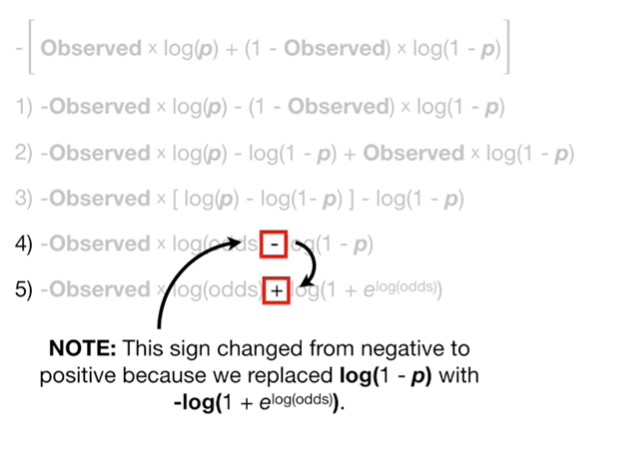 -[ Observed × log(p) + (1 - Observed) × log(1 - p)]
1) -Observed × log(p) - (1 - Observed) × log(1 - p)
2) -Observed × log(p) - log(1 - p) + Observed × log(1 - p)
3) -Observed × [ log(p) - log(1- p) ] - log(1 - p)
4) -Observed × log(odds) - log(1 - p)
5) -Observed × log(odds) + log(1 + e^log(odds))
NOTE: This sign changed from negative to
positive because we replaced log(1 - p) with
-log(1 + e^log(odds)).